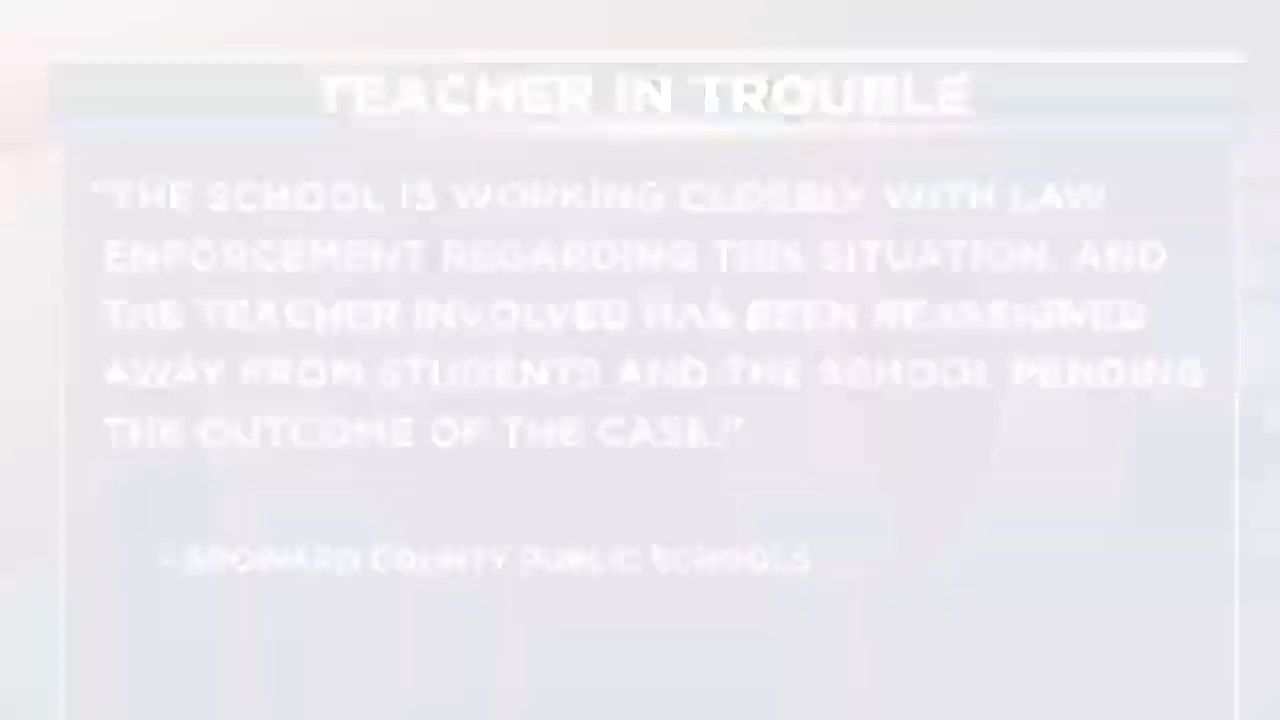 TEACHER IN TROUBLE
"THE SCHOOL IS WORKING CLOSELY WITH LAW
ENFORCEMENT REGARDING THIS SITUATION, AND
THE TEACHER INVOLVED HAS BEEN REASSIGNED
AWAY FROM STUDENTS AND THE SCHOOL PENDING
THE OUTCOME OF THE CASE."
- BROWARD COUNTY PUBLIC SCHOOLS